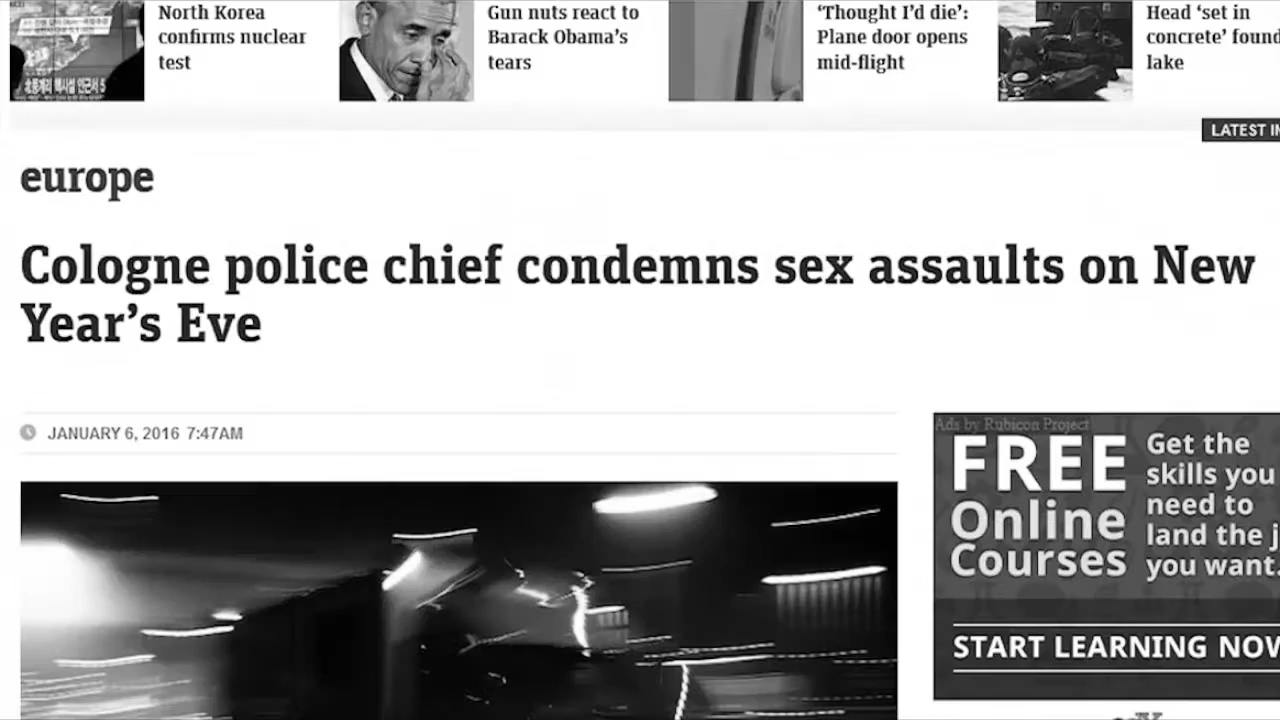 North Korea
confirms nuclear
test
Gun nuts react to
Barack Obama’s
tears
‘Thought I’d die’:
Plane door opens
mid-flight
Head ‘set in
concrete’ found
lake
LATEST IN
europe
Cologne police chief condemns sex assaults on New
Year’s Eve
JANUARY 6, 2016 7:47AM
Ads by Rubicon Project
FREE
Online
Courses
Get the
skills you
need to
land the j
you want.
START LEARNING NOW